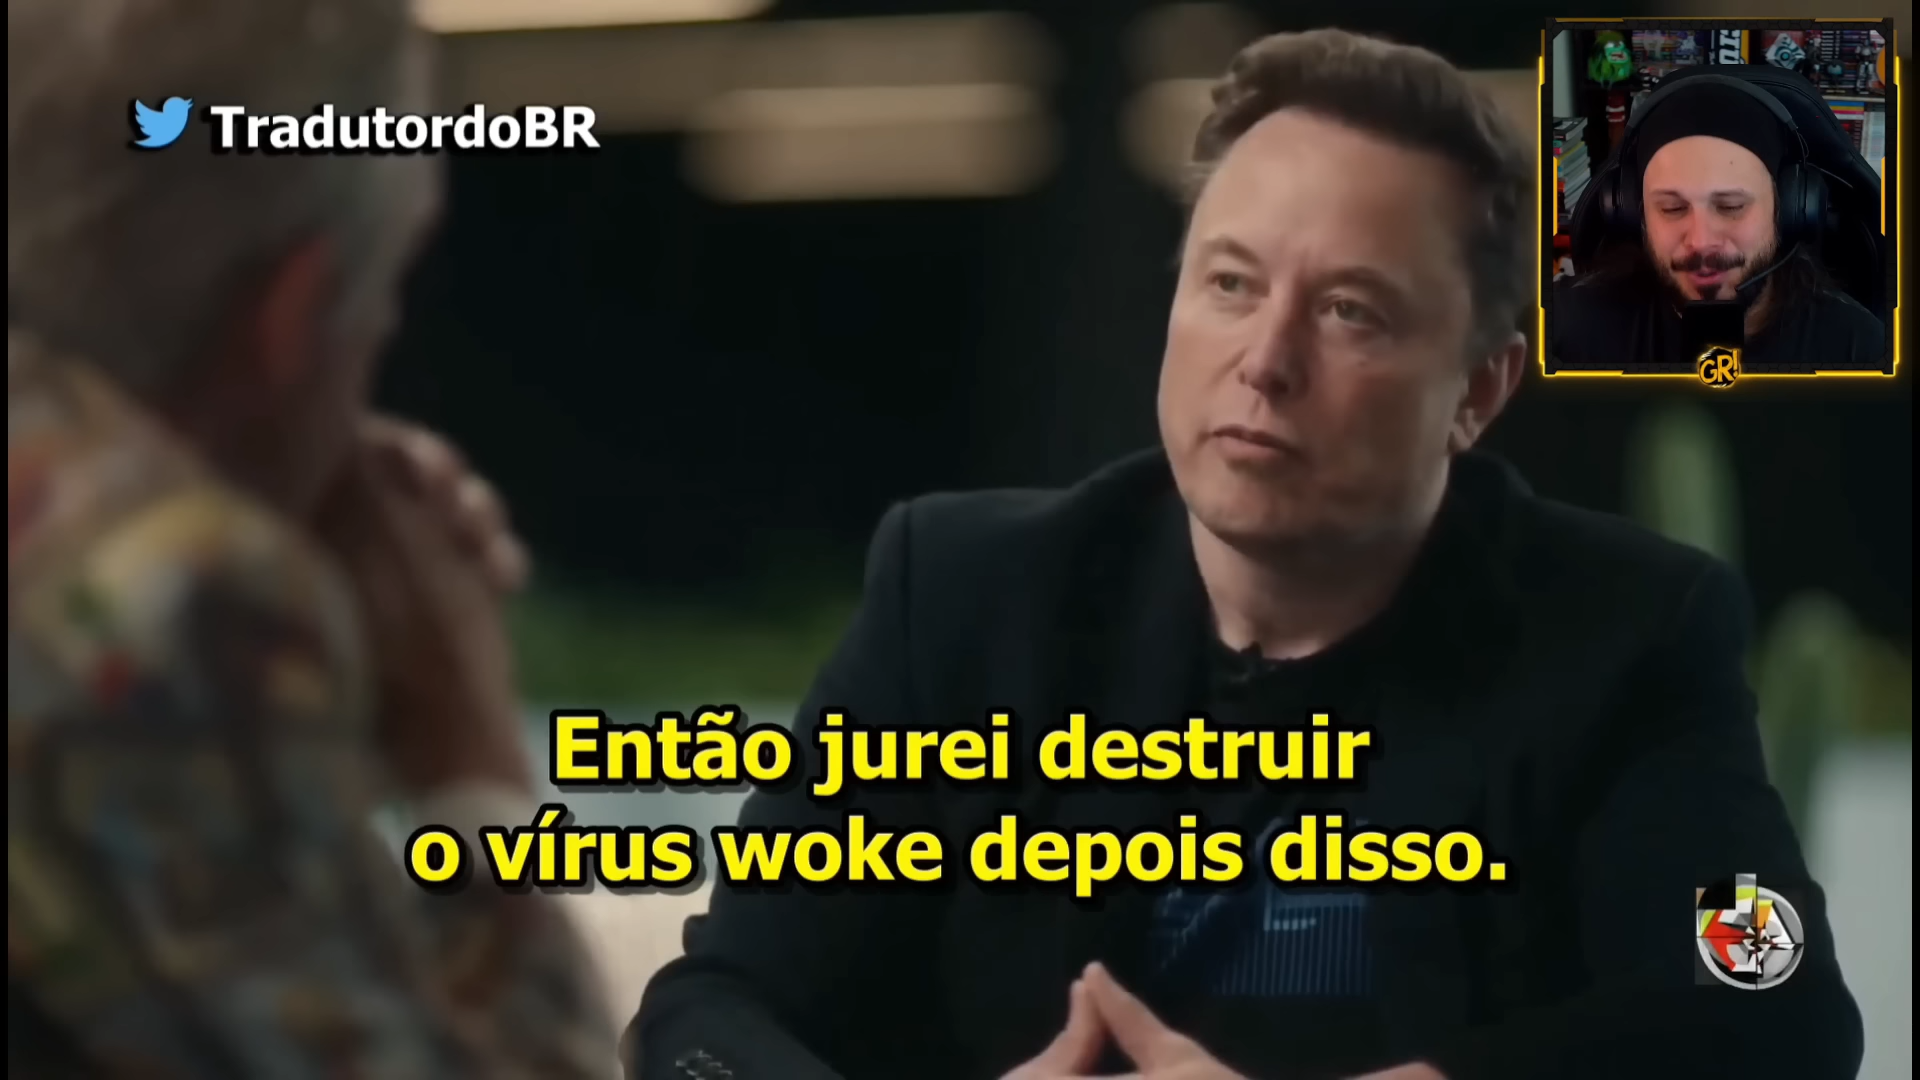 TradutordoBR
GR!
Então jurei destruir
o vírus woke depois disso.